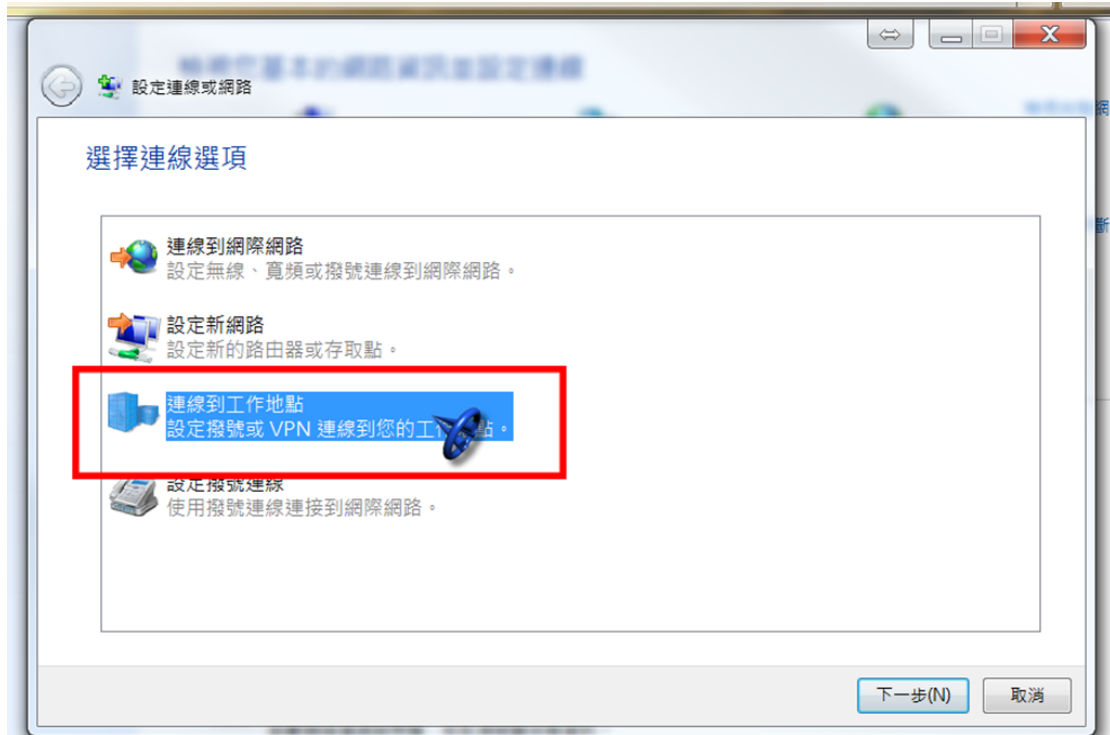 設定連線或網路
選擇連線選項
連線到網際網路
設定無線、寬頻或撥號連線到網際網路。
設定新網路
設定新的路由器或存取點。
連線到工作地點
設定撥號或 VPN 連線到您的工作點。
設定撥號連線
使用撥號連線連接到網際網路。
下一步(N)
取消
網
斷